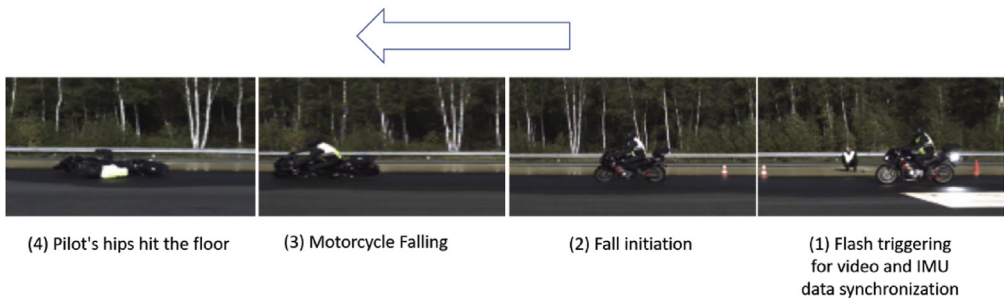 (4) Pilot's hips hit the floor
(3) Motorcycle Falling
(2) Fall initiation
(1) Flash triggering
for video and IMU
data synchronization